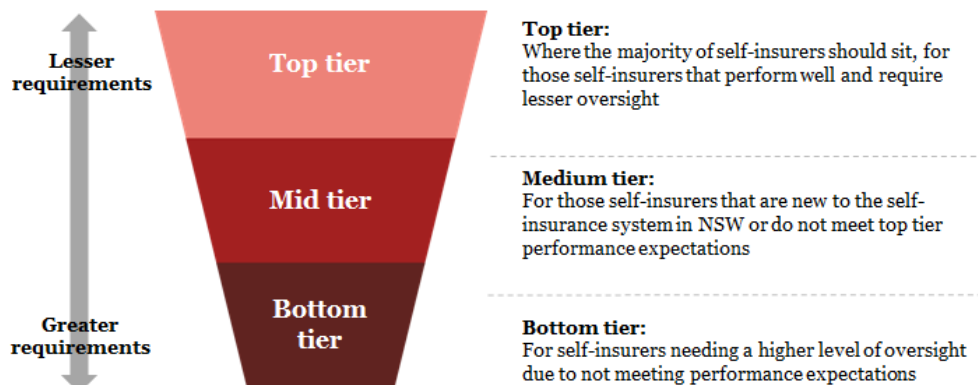 Lesser
requirements
Top tier
Top tier:
Where the majority of self-insurers should sit, for
those self-insurers that perform well and require
lesser oversight
Mid tier
Medium tier:
For those self-insurers that are new to the self-
insurance system in NSW or do not meet top tier
performance expectations
Greater
requirements
Bottom
tier
Bottom tier:
For self-insurers needing a higher level of oversight
due to not meeting performance expectations